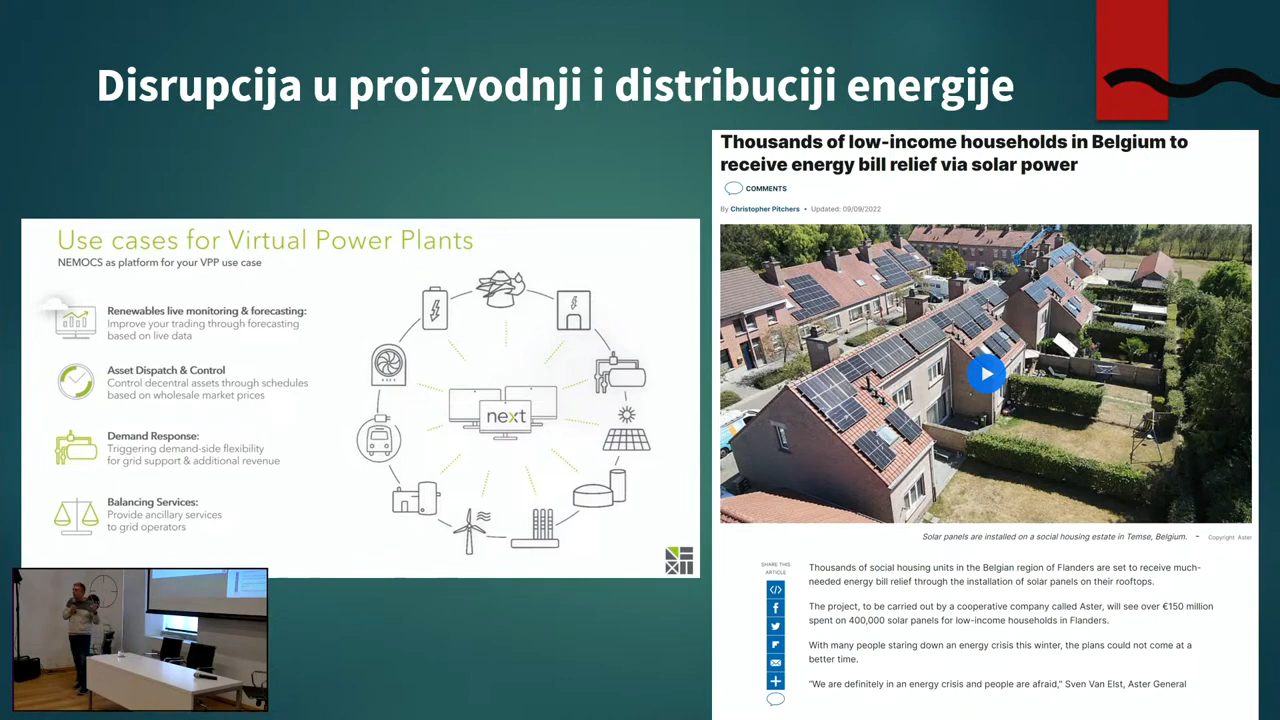 Disrupcija u proizvodnji i distribuciji energije
Use cases for Virtual Power Plants
NEMOCS as platform for your VPP use case
Renewables live monitoring & forecasting:
Improve your trading through forecasting
based on live data
Asset Dispatch & Control
Control decentral assets through schedules
based on wholesale market prices
Demand Response:
Triggering demand-side flexibility
for grid support & additional revenue
Balancing Services:
Provide ancillary services
to grid operators
next
NEXT
Thousands of low-income households in Belgium to
receive energy bill relief via solar power
COMMENTS
By Christopher Pitchers • Updated: 09/09/2022
Solar panels are installed on a social housing estate in Temse, Belgium. - Copyright Aster
SHARE THIS
ARTICLE
Thousands of social housing units in the Belgian region of Flanders are set to receive much-
needed energy bill relief through the installation of solar panels on their rooftops.
The project, to be carried out by a cooperative company called Aster, will see over €150 million
spent on 400,000 solar panels for low-income households in Flanders.
With many people staring down an energy crisis this winter, the plans could not come at a
better time.
“We are definitely in an energy crisis and people are afraid,” Sven Van Elst, Aster General